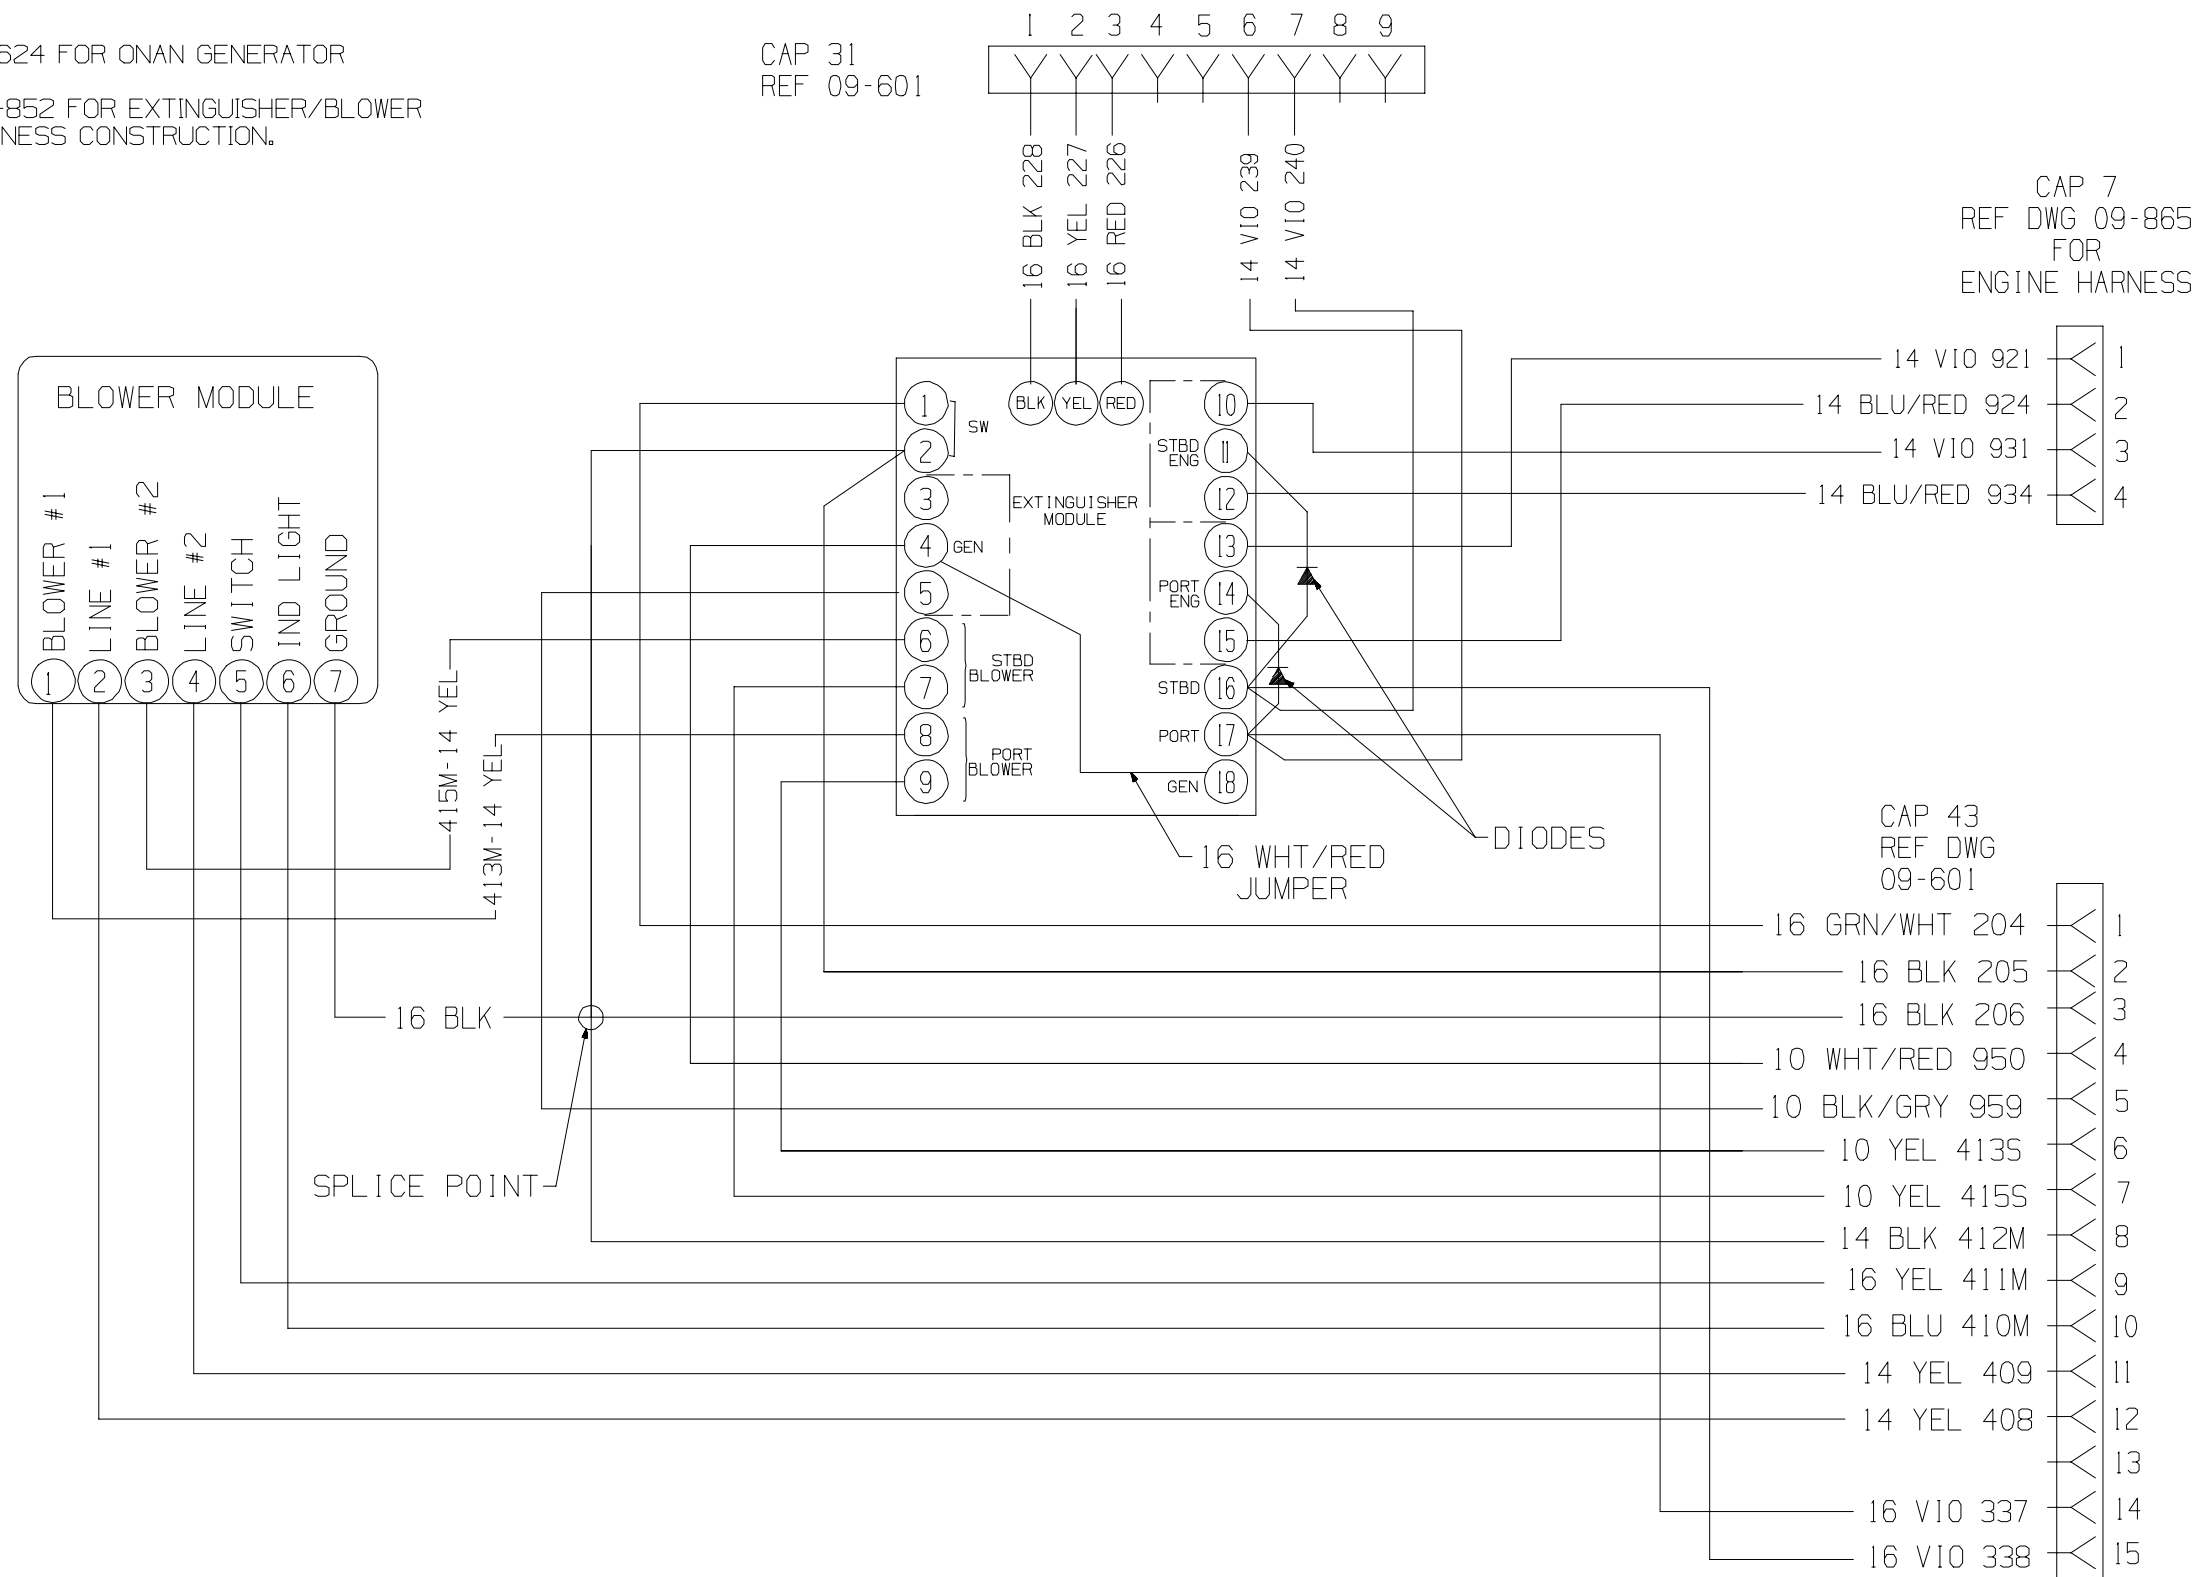 624 FOR ONAN GENERATOR
-852 FOR EXTINGUISHER/BLOWER
NESS CONSTRUCTION.
CAP 31
REF 09-601
1 2 3 4 5 6 7 8 9
16 BLK 228
16 YEL 227
16 RED 226
14 VIO 239
14 VIO 240
CAP 7
REF DWG 09-865
FOR
ENGINE HARNESS
14 VIO 921 1
14 BLU/RED 924 2
14 VIO 931 3
14 BLU/RED 934 4
BLOWER MODULE
BLOWER #1
LINE #1
BLOWER #2
LINE #2
SWITCH
IND LIGHT
GROUND
1 2 3 4 5 6 7
415M-14 YEL
413M-14 YEL
BLK YEL RED
1
2
SW
3
4 GEN
5
6
7
STBD
BLOWER
8
9
PORT
BLOWER
EXTINGUISHER
MODULE
10
STBD
ENG 11
12
13
PORT
ENG 14
15
STBD 16
PORT 17
GEN 18
DIODES
16 WHT/RED
JUMPER
16 BLK
SPLICE POINT
CAP 43
REF DWG
09-601
16 GRN/WHT 204 1
16 BLK 205 2
16 BLK 206 3
10 WHT/RED 950 4
10 BLK/GRY 959 5
10 YEL 413S 6
10 YEL 415S 7
14 BLK 412M 8
16 YEL 411M 9
16 BLU 410M 10
14 YEL 409 11
14 YEL 408 12
13
16 VIO 337 14
16 VIO 338 15